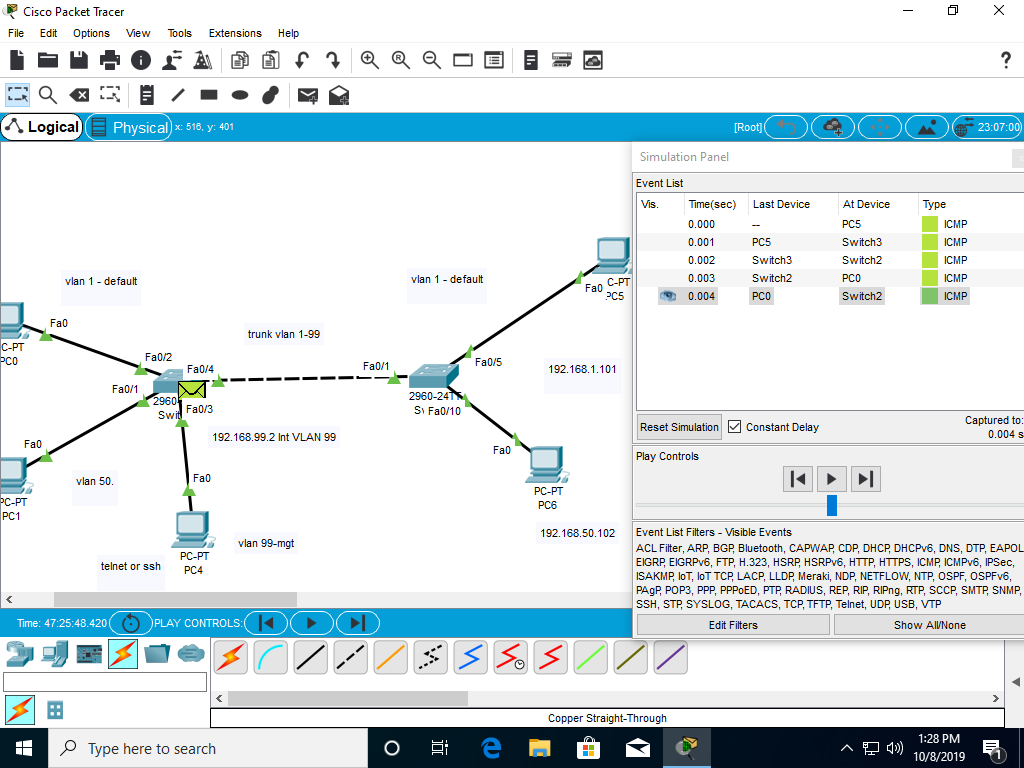 Cisco Packet Tracer
File Edit Options View Tools Extensions Help
?
Logical
Physical
x: 516, y: 401
[Root]
23:07:00
Simulation Panel
Event List
Vis. Time(sec) Last Device At Device Type
0.000 -- PC5 ICMP
0.001 PC5 Switch3 ICMP
0.002 Switch3 Switch2 ICMP
0.003 Switch2 PC0 ICMP
0.004 PC0 Switch2 ICMP
Reset Simulation
Constant Delay
Captured to:
0.004 s
Play Controls
Event List Filters - Visible Events
ACL Filter, ARP, BGP, Bluetooth, CAPWAP, CDP, DHCP, DHCPv6, DNS, DTP, EAPOL
EIGRP, EIGRPv6, FTP, H.323, HSRP, HSRPv6, HTTP, HTTPS, ICMP, ICMPv6, IPSec,
ISAKMP, IoT, IoT TCP, LACP, LLDP, Meraki, NDP, NETFLOW, NTP, OSPF, OSPFv6,
PAgP, POP3, PPP, PPPoED, PTP, RADIUS, REP, RIP, RIPng, RTP, SCCP, SMTP, SNMP,
SSH, STP, SYSLOG, TACACS, TCP, TFTP, Telnet, UDP, USB, VTP
Edit Filters
Show All/None
vlan 1 - default
vlan 1 - default
Fa0
C-PT
PC5
Fa0
C-PT
PC0
trunk vlan 1-99
Fa0/2
Fa0/4
Fa0/1
Fa0/5
192.168.1.101
Fa0/1
2960-
Swit
Fa0/3
2960-24TT
Fa0/10
192.168.99.2 Int VLAN 99
Fa0
Fa0
PC-PT
PC1
vlan 50.
Fa0
PC-PT
PC6
192.168.50.102
PC-PT
PC4
vlan 99-mgt
telnet or ssh
Time: 47:25:48.420
PLAY CONTROLS:
Copper Straight-Through
Type here to search
1:28 PM
10/8/2019
1